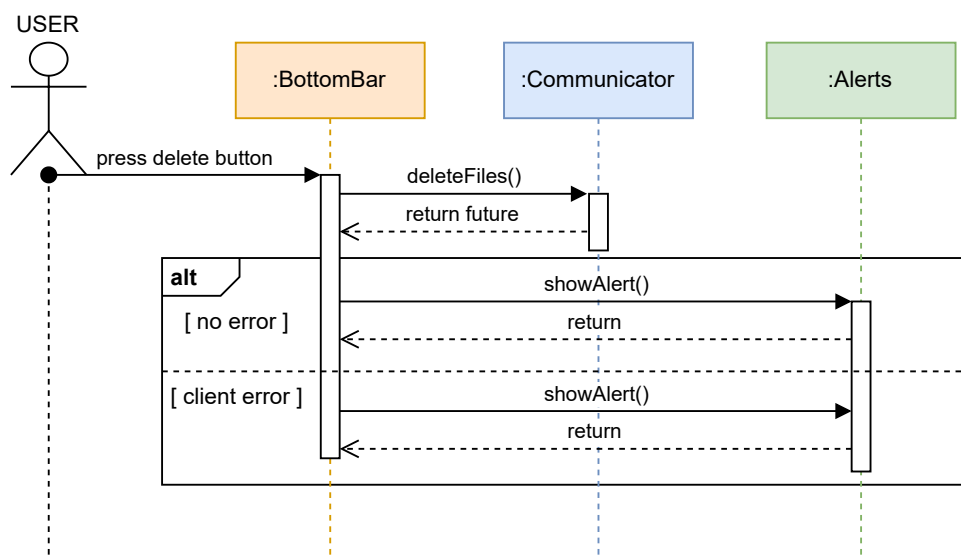 USER
:BottomBar
:Communicator
:Alerts
press delete button
deleteFiles()
return future
alt
showAlert()
[ no error ]
return
[ client error ]
showAlert()
return